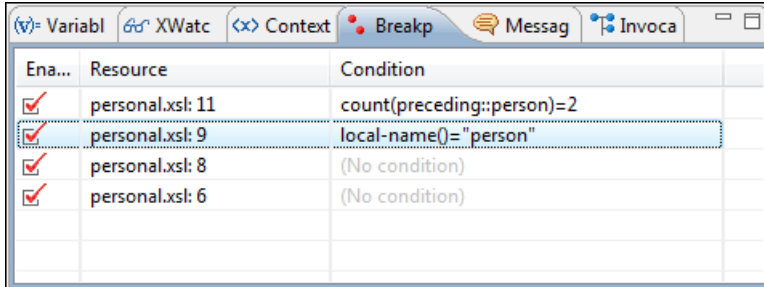 (v)= Variabl XWatc <x> Context Breakp Messag Invoca
Ena... Resource Condition
personal.xsl: 11 count(preceding::person)=2
personal.xsl: 9 local-name()="person"
personal.xsl: 8 (No condition)
personal.xsl: 6 (No condition)